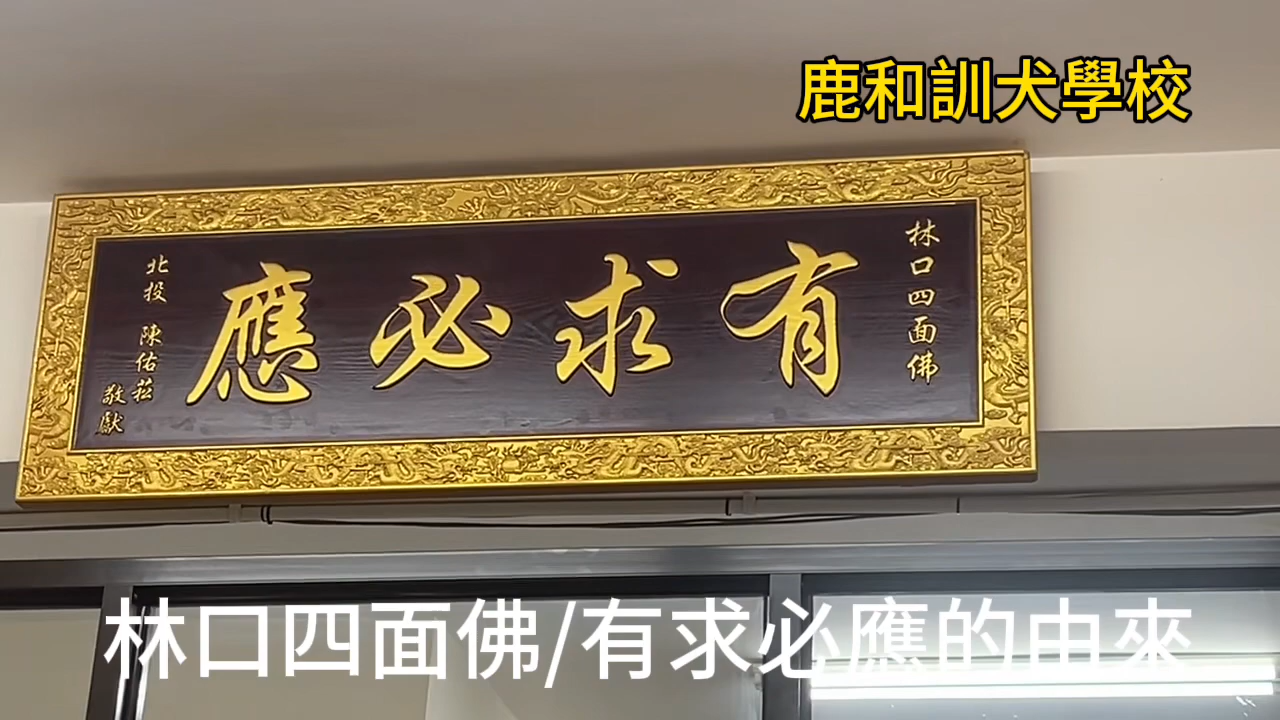 鹿和訓犬學校
林口四面佛
有求必應
北投 陳佑菘
敬獻
林口四面佛/有求必應的由來